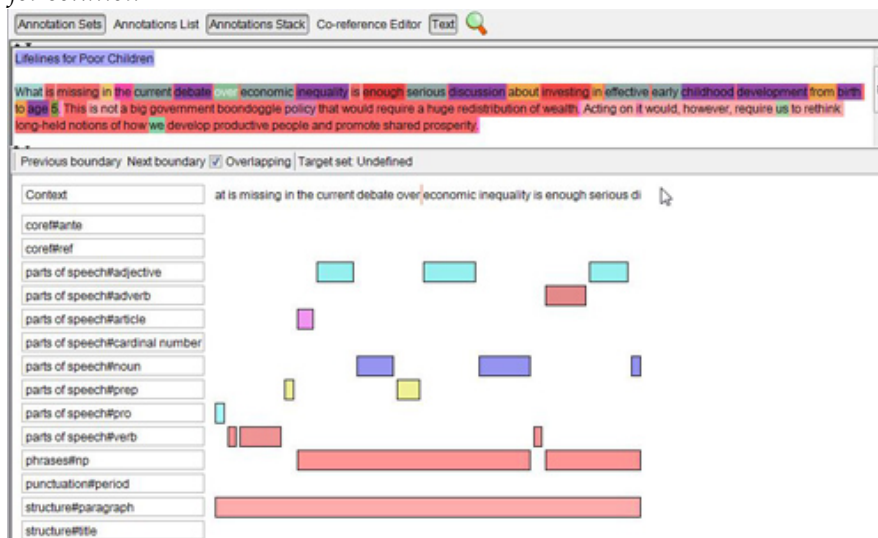 Annotation Sets Annotations List Annotations Stack Co-reference Editor Text
Lifelines for Poor Children
What is missing in the current debate over economic inequality is enough serious discussion about investing in effective early childhood development from birth
to age 5. This is not a big government boondoggle policy that would require a huge redistribution of wealth. Acting on it would, however, require us to rethink
long-held notions of how we develop productive people and promote shared prosperity.
Previous boundary Next boundary Overlapping Target set: Undefined
Context at is missing in the current debate over economic inequality is enough serious di
coref#ante
coref#ref
parts of speech#adjective
parts of speech#adverb
parts of speech#article
parts of speech#cardinal number
parts of speech#noun
parts of speech#prep
parts of speech#pro
parts of speech#verb
phrases#np
punctuation#period
structure#paragraph
structure#title